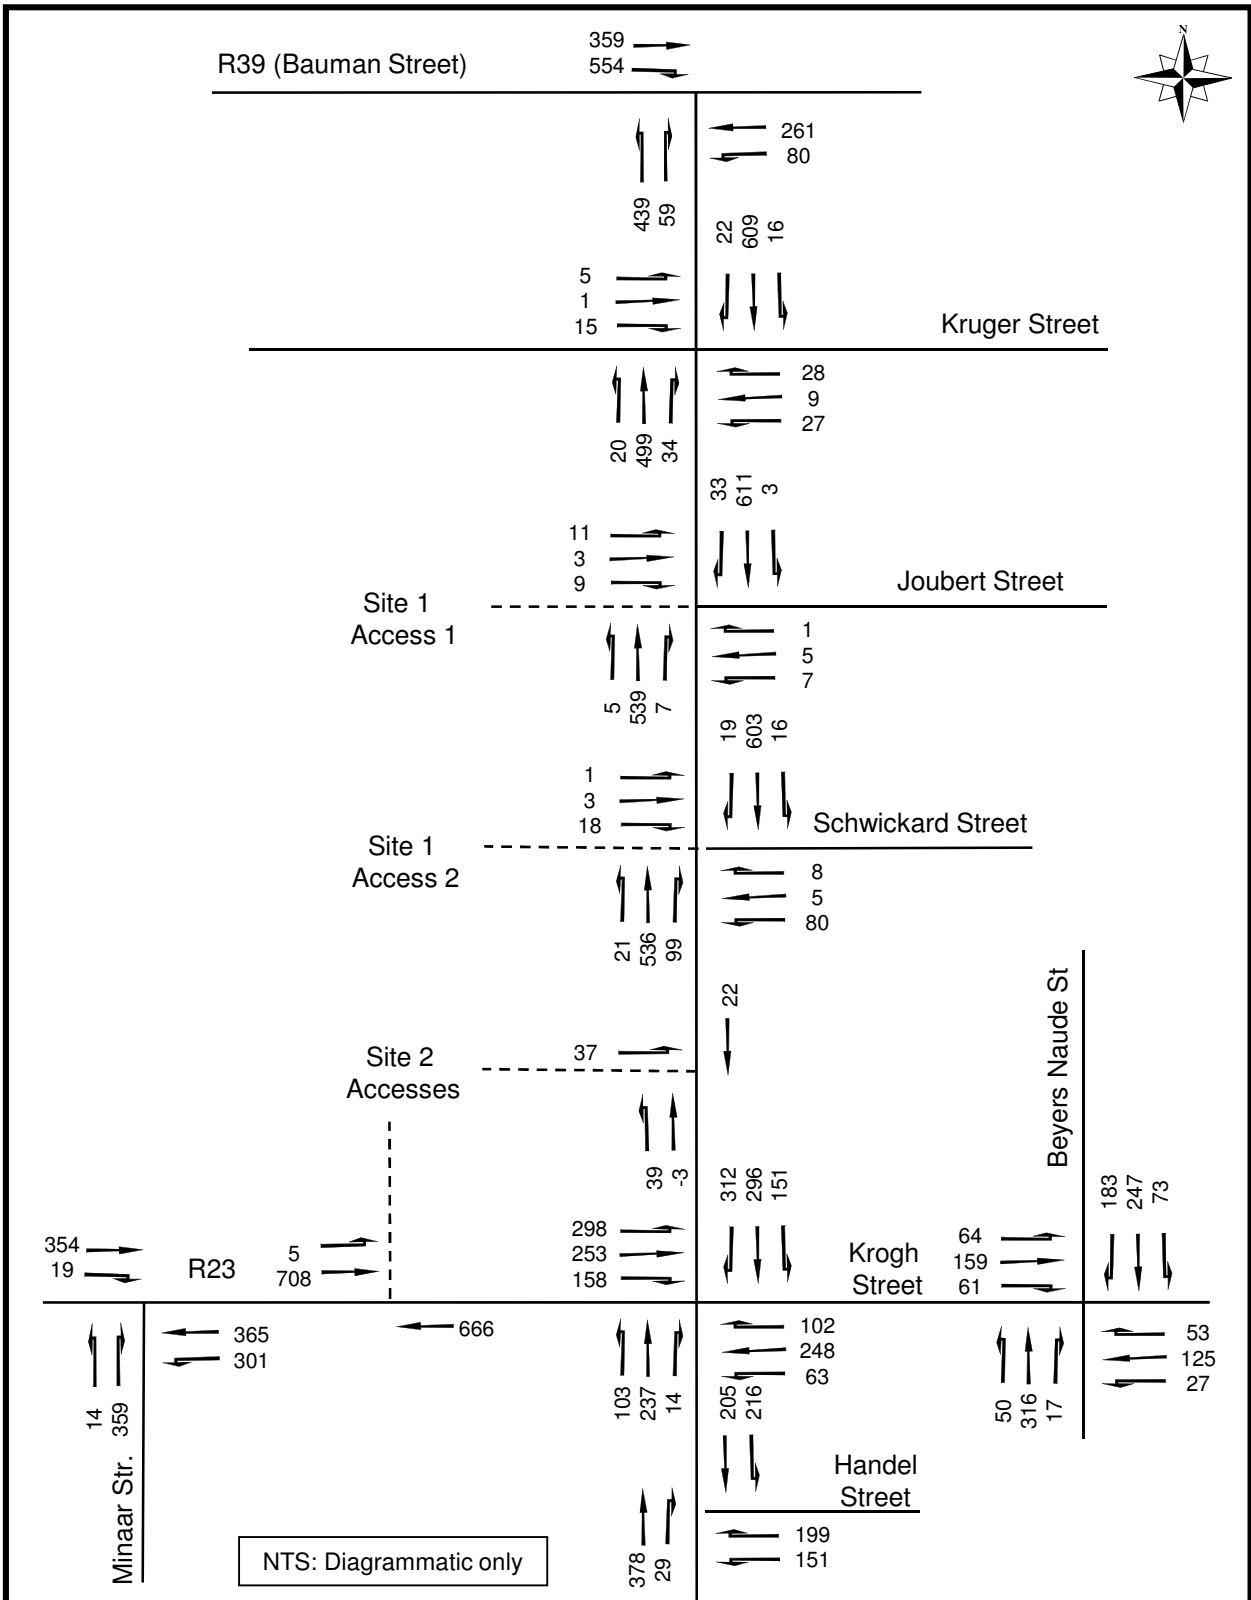 N
359
R39 (Bauman Street)
554
261
80
439 59
22 609 16
5
1
15
Kruger Street
28
9
27
20 499 34
33 611 3
11
3
9
Joubert Street
Site 1
Access 1
1
5
7
5 539 7
19 603 16
1
3
18
Schwickard Street
Site 1
Access 2
8
5
80
21 536 99
22
Beyers Naude St
37
Site 2
Accesses
39 -3
312 296 151
183 247 73
298
253
158
Krogh
Street
64
159
61
354
19
R23
5
708
365
301
666
102
248
63
53
125
27
14 359
103 237 14
205 216
50 316 17
Minaar Str.
Handel
Street
199
151
378 29
NTS: Diagrammatic only